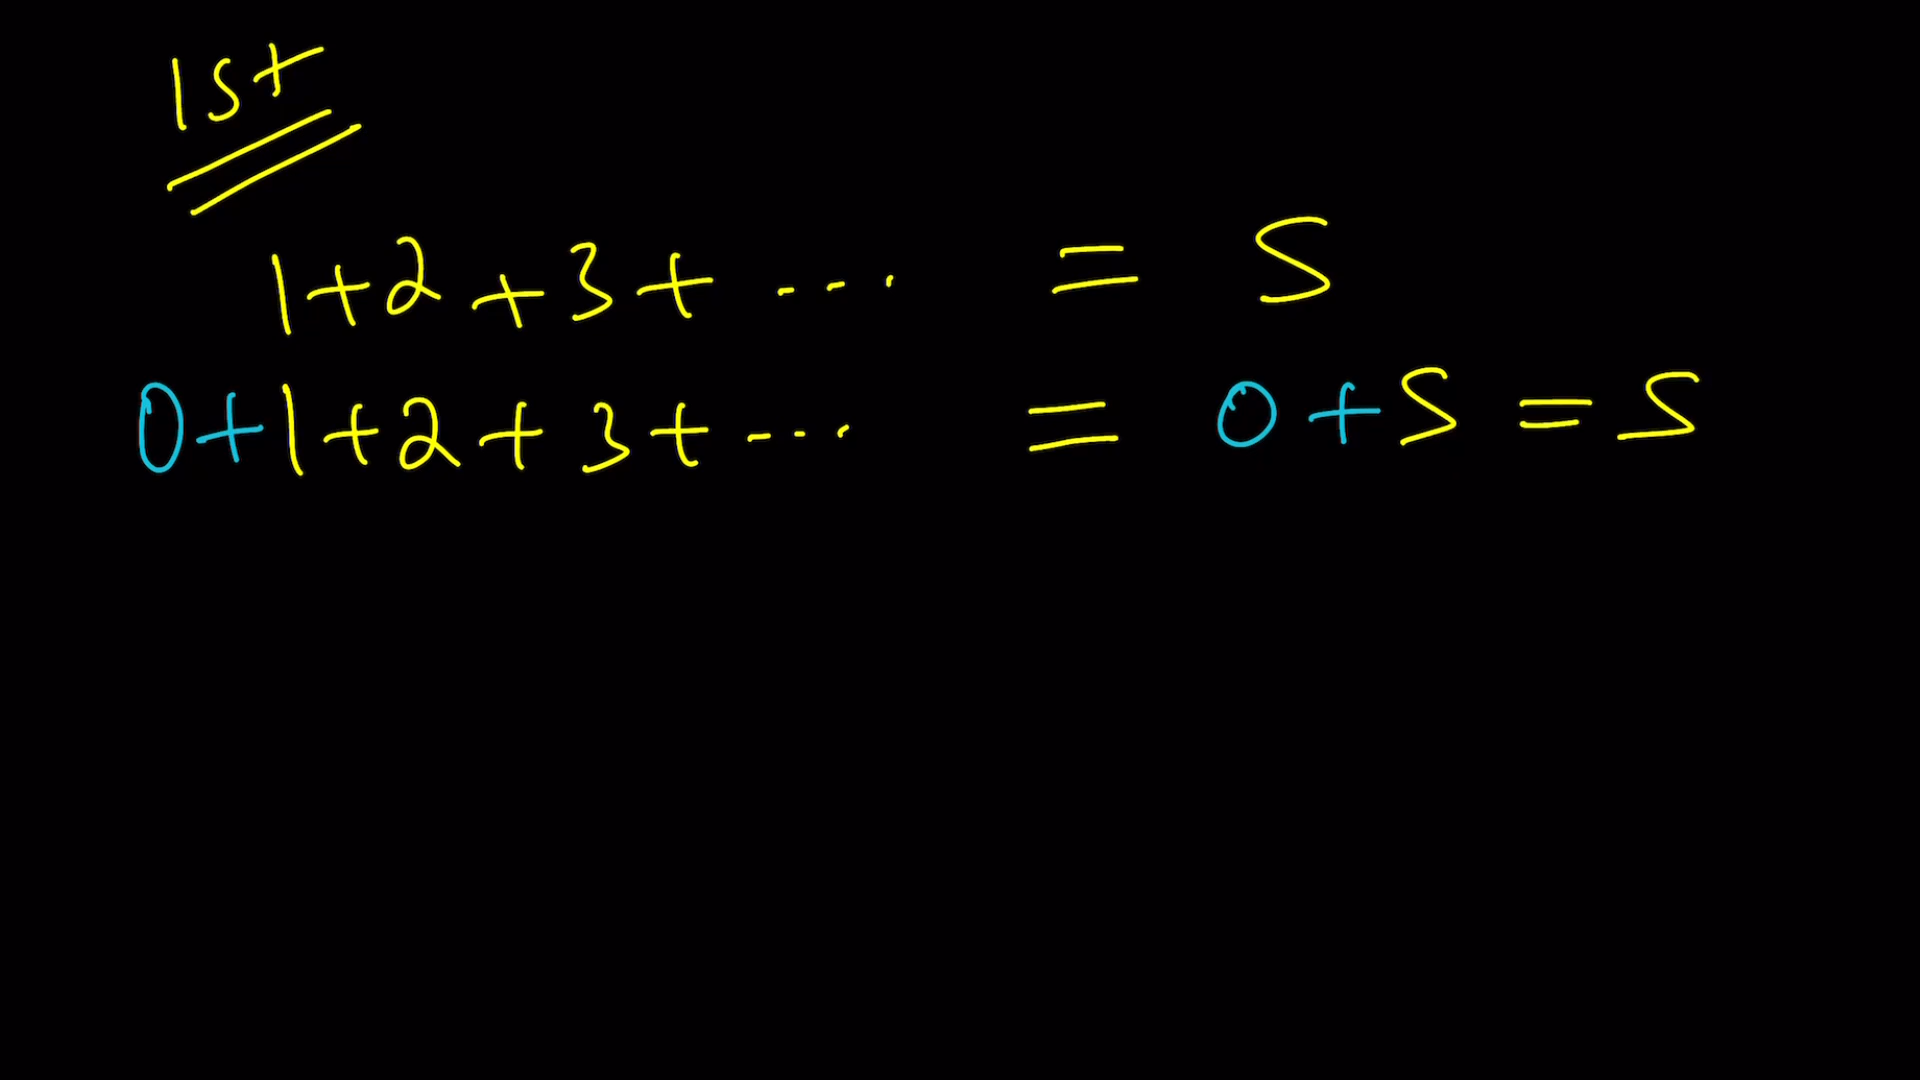 1st
1+2+3+ ... = S
0+1+2+3+... = 0+S = S